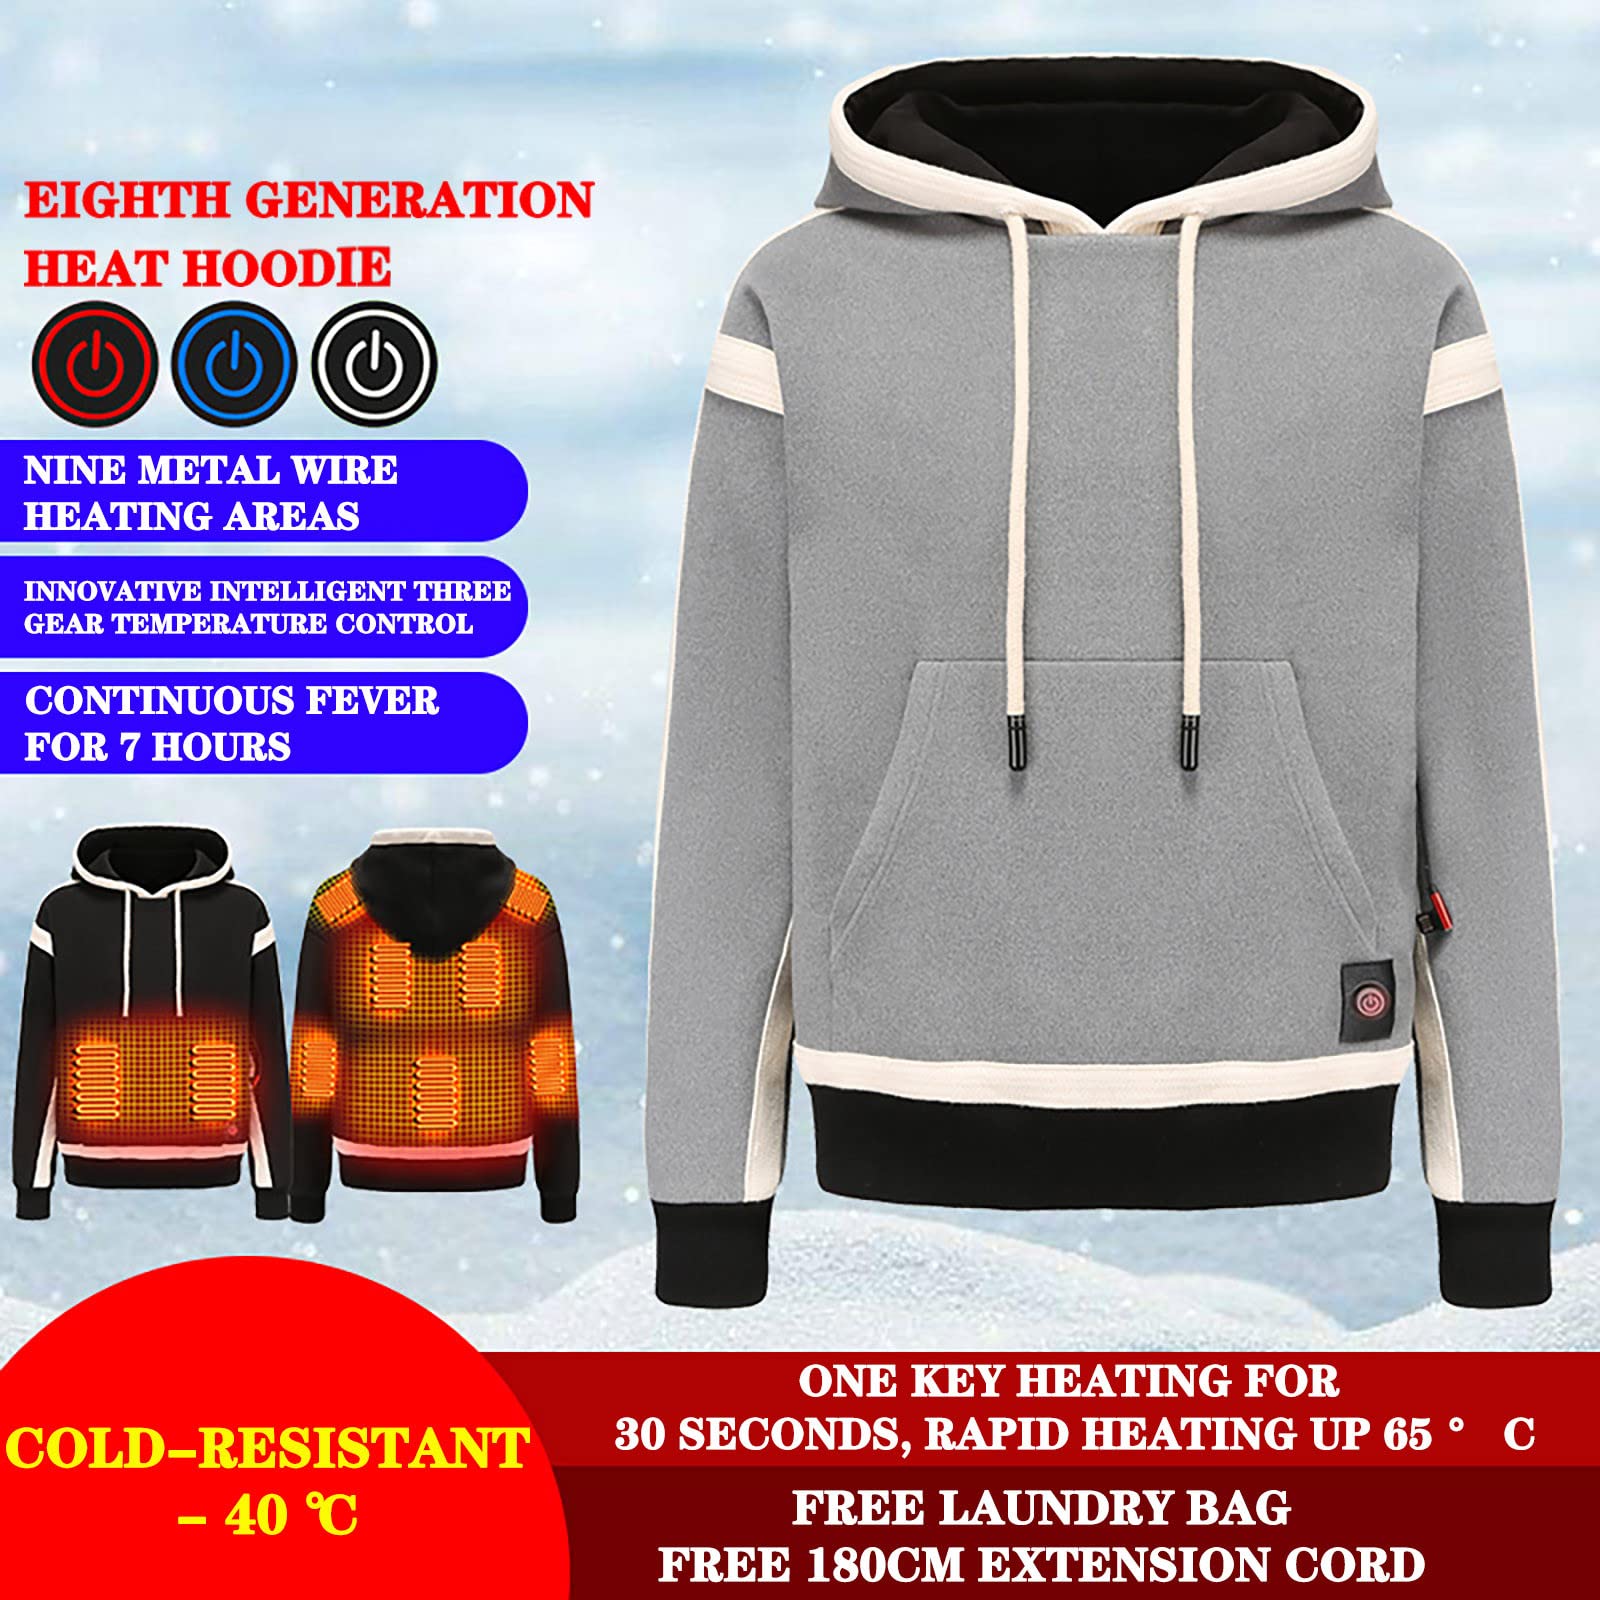 EIGHTH GENERATION
HEAT HOODIE
NINE METAL WIRE
HEATING AREAS
INNOVATIVE INTELLIGENT THREE
GEAR TEMPERATURE CONTROL
CONTINUOUS FEVER
FOR 7 HOURS
COLD-RESISTANT
- 40 ℃
ONE KEY HEATING FOR
30 SECONDS, RAPID HEATING UP 65 ° C
FREE LAUNDRY BAG
FREE 180CM EXTENSION CORD